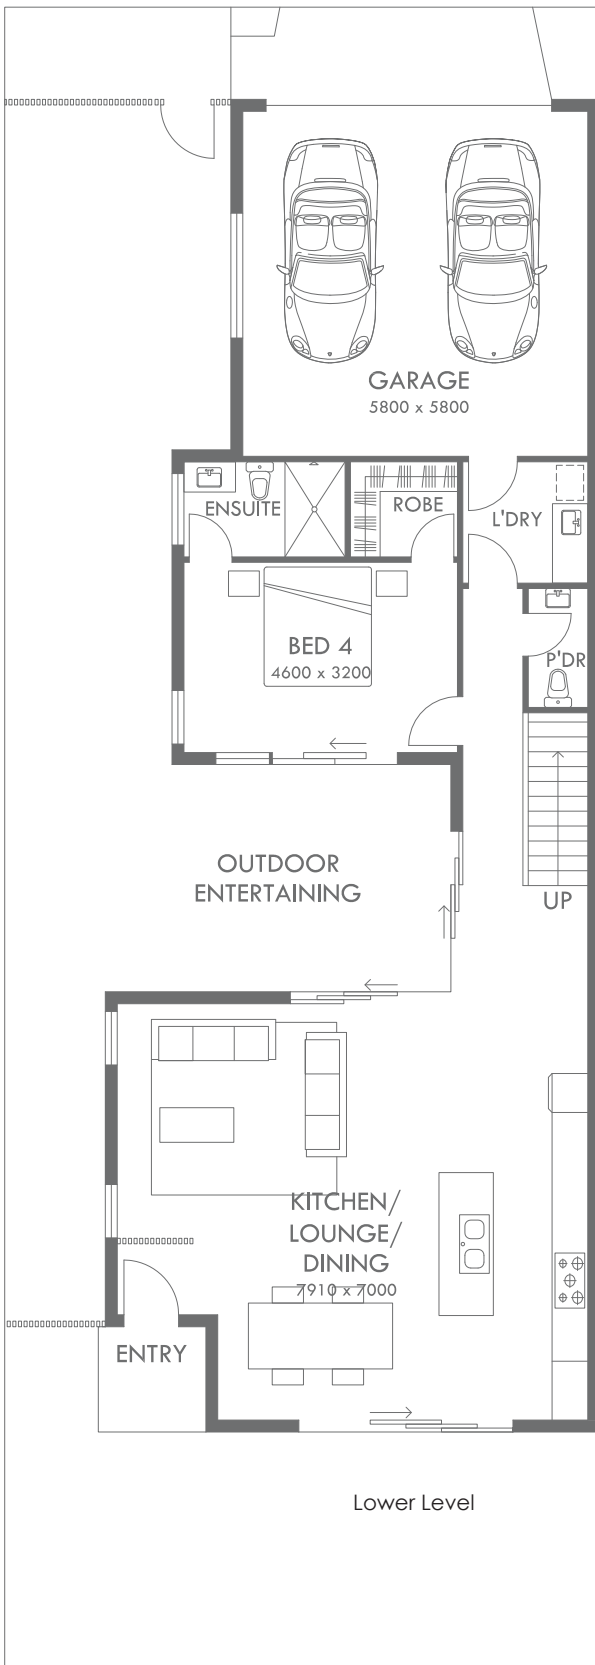 GARAGE
5800 x 5800
ENSUITE
ROBE
L'DRY
BED 4
4600 x 3200
P'DR
OUTDOOR
ENTERTAINING
UP
KITCHEN/
LOUNGE/
DINING
7910 x 7000
ENTRY
Lower Level